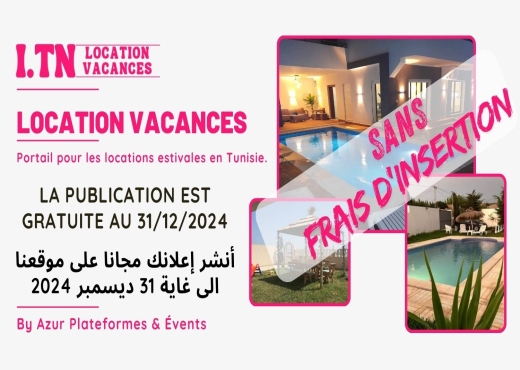 I.TN LOCATION
VACANCES
LOCATION VACANCES
Portail pour les locations estivales en Tunisie.
LA PUBLICATION EST
GRATUITE AU 31/12/2024
أنشر إعلانك مجانا على موقعنا
الى غاية 31 ديسمبر 2024
By Azur Plateformes & Évents
SANS
FRAIS D'INSERTION